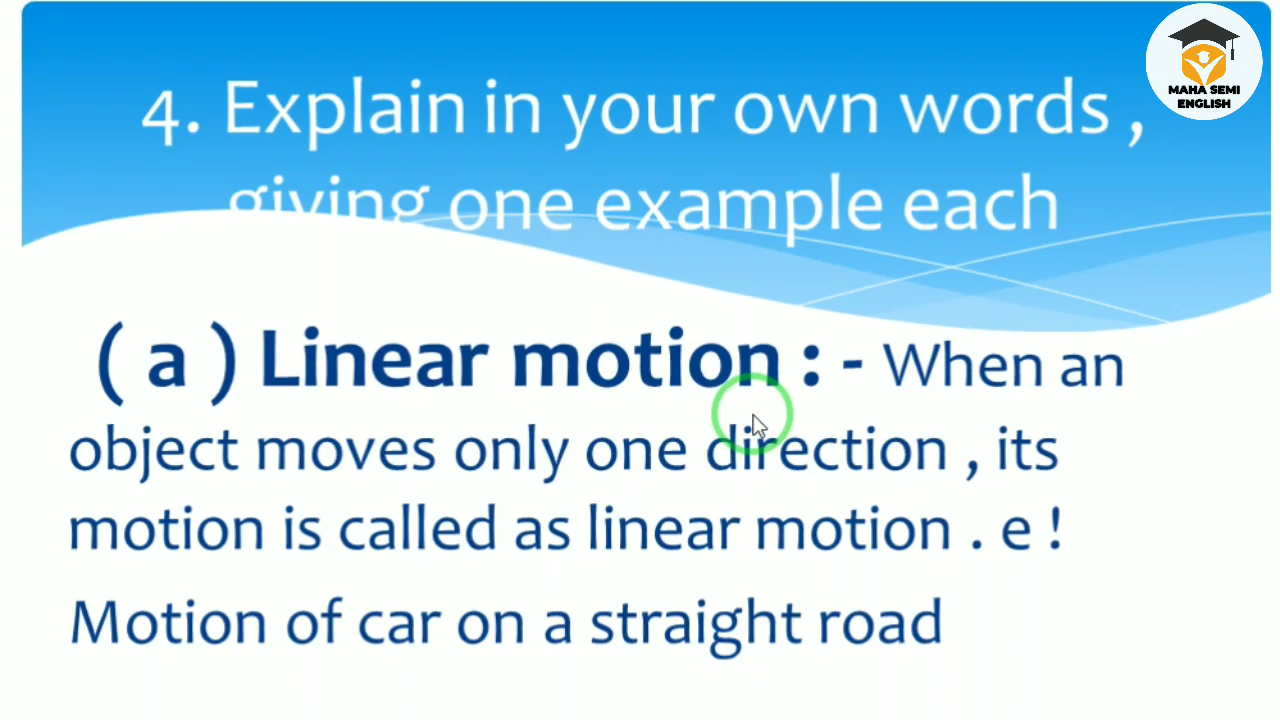 MAHA SEMI
ENGLISH
4. Explain in your own words ,
giving one example each
( a ) Linear motion : - When an
object moves only one direction , its
motion is called as linear motion . e !
Motion of car on a straight road